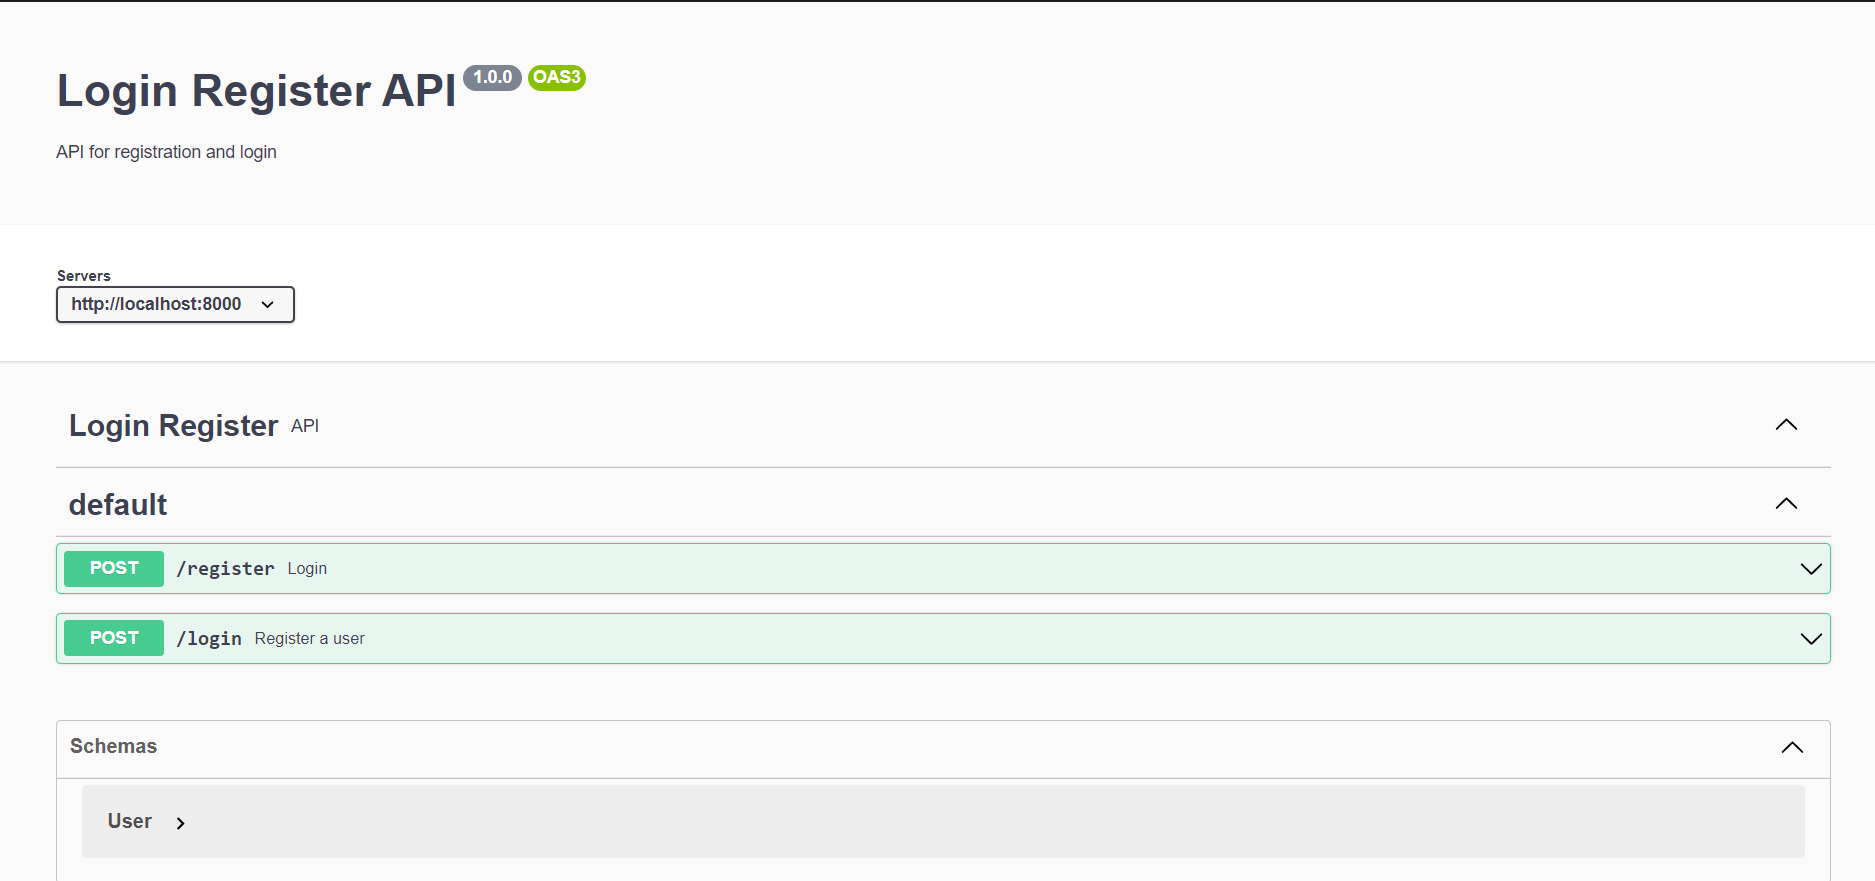 Login Register API 1.0.0 OAS3
API for registration and login
Servers
http://localhost:8000
Login Register API
default
POST /register Login
POST /login Register a user
Schemas
User